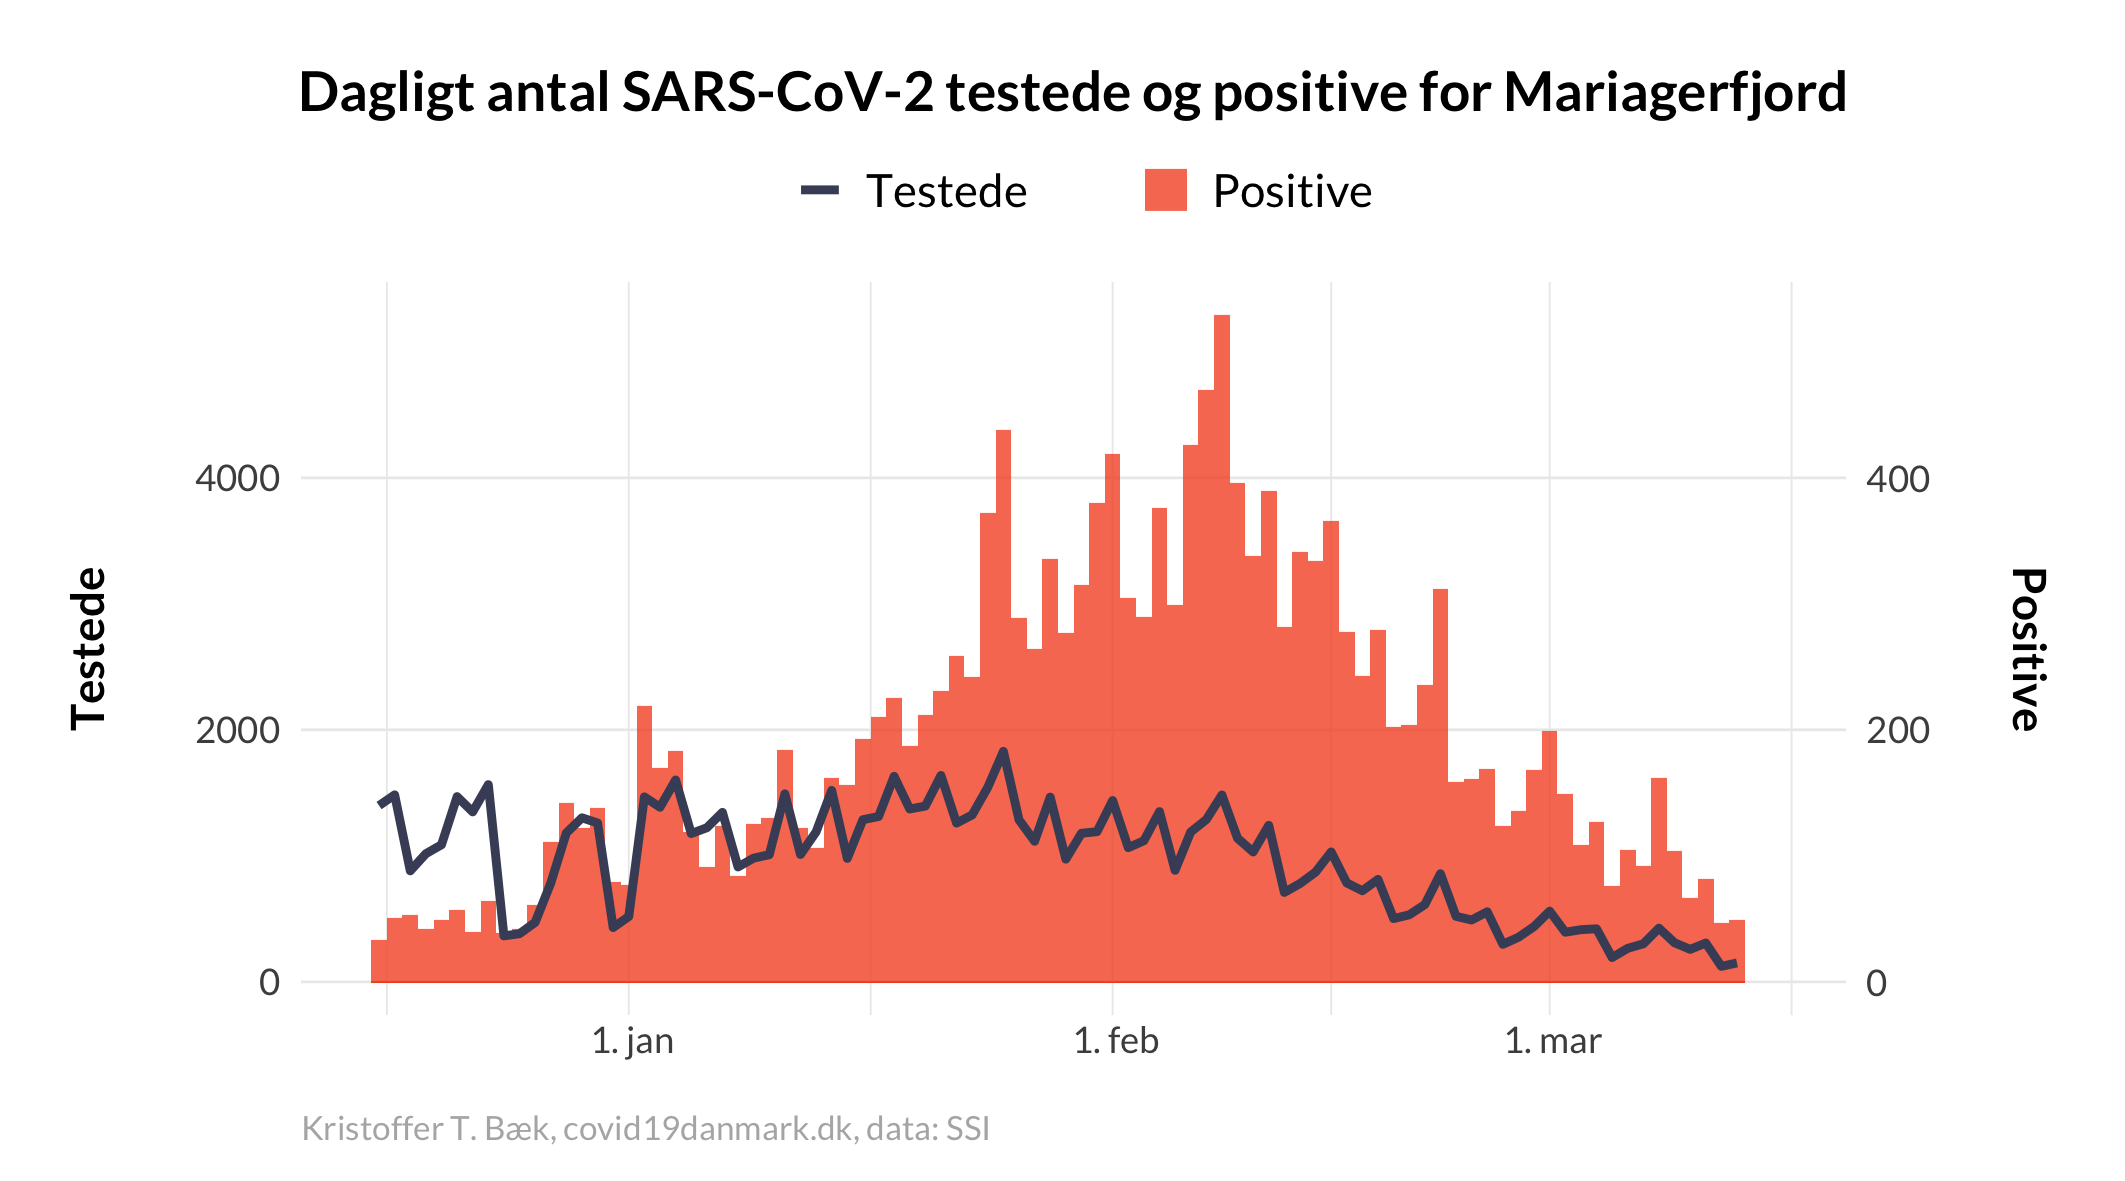 Dagligt antal SARS-CoV-2 testede og positive for Mariagerfjord
Testede
Positive
4000
2000
0
Testede
400
200
0
Positive
1. jan
1. feb
1. mar
Kristoffer T. Bæk, covid19danmark.dk, data: SSI